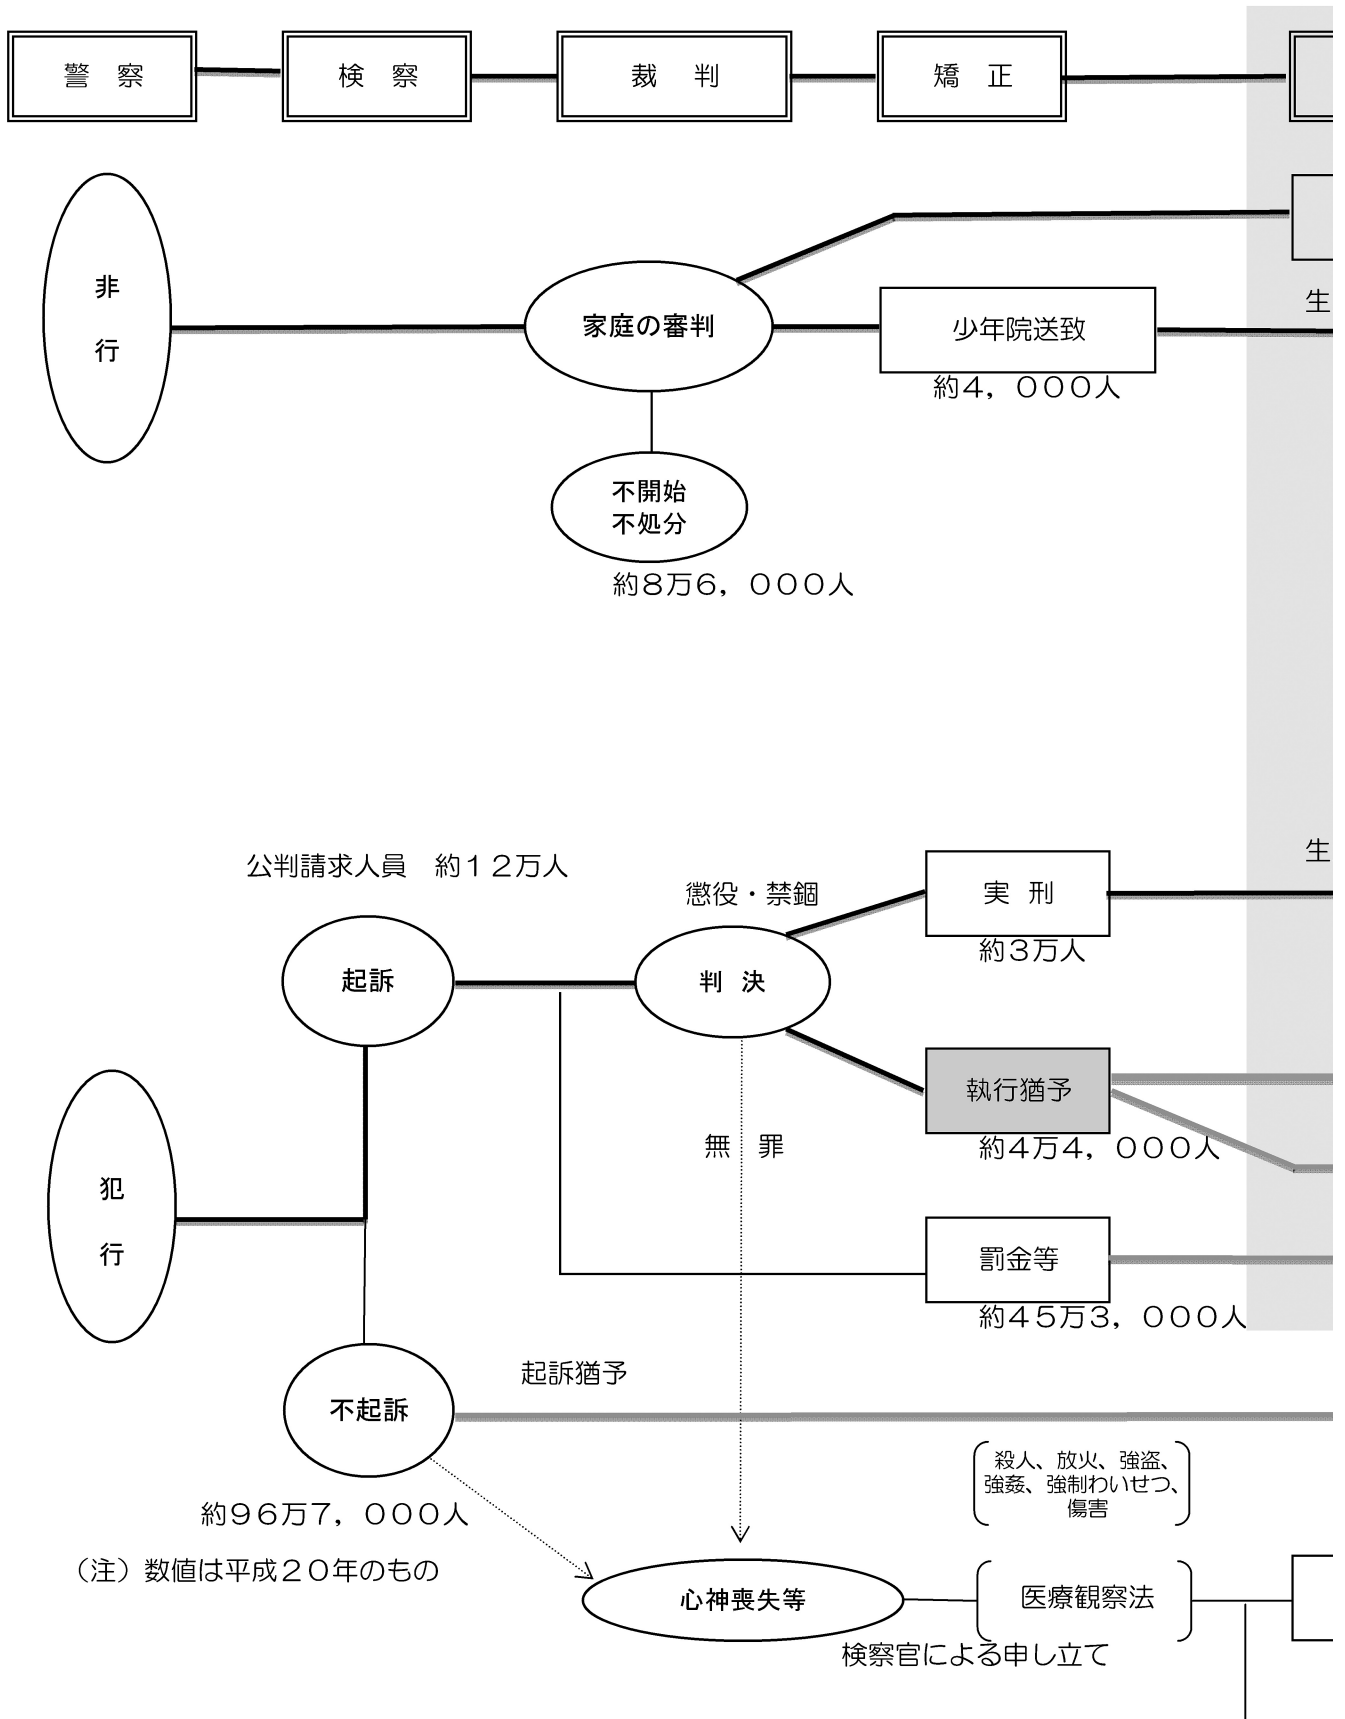 警　察
検　察
裁　判
矯　正
非
行
家庭の審判
少年院送致
約４，０００人
生
不開始
不処分
約８万６，０００人
公判請求人員　約１２万人
懲役・禁錮
実　刑
約３万人
生
起訴
判　決
執行猶予
約４万４，０００人
無　罪
犯
行
罰金等
約４５万３，０００人
起訴猶予
不起訴
殺人、放火、強盗、
強姦、強制わいせつ、
傷害
約９６万７，０００人
（注）数値は平成２０年のもの
心神喪失等
医療観察法
検察官による申し立て